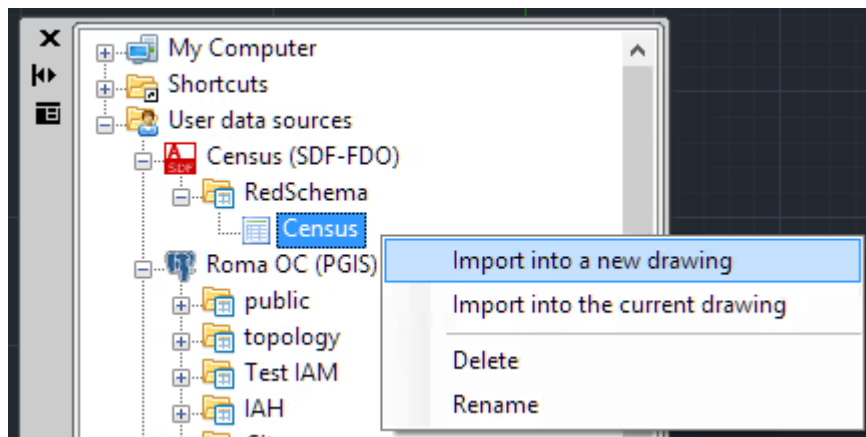 My Computer
Shortcuts
User data sources
A
SDF
Census (SDF-FDO)
RedSchema
Census
Roma OC (PGIS)
public
topology
Test IAM
IAH
Import into a new drawing
Import into the current drawing
Delete
Rename